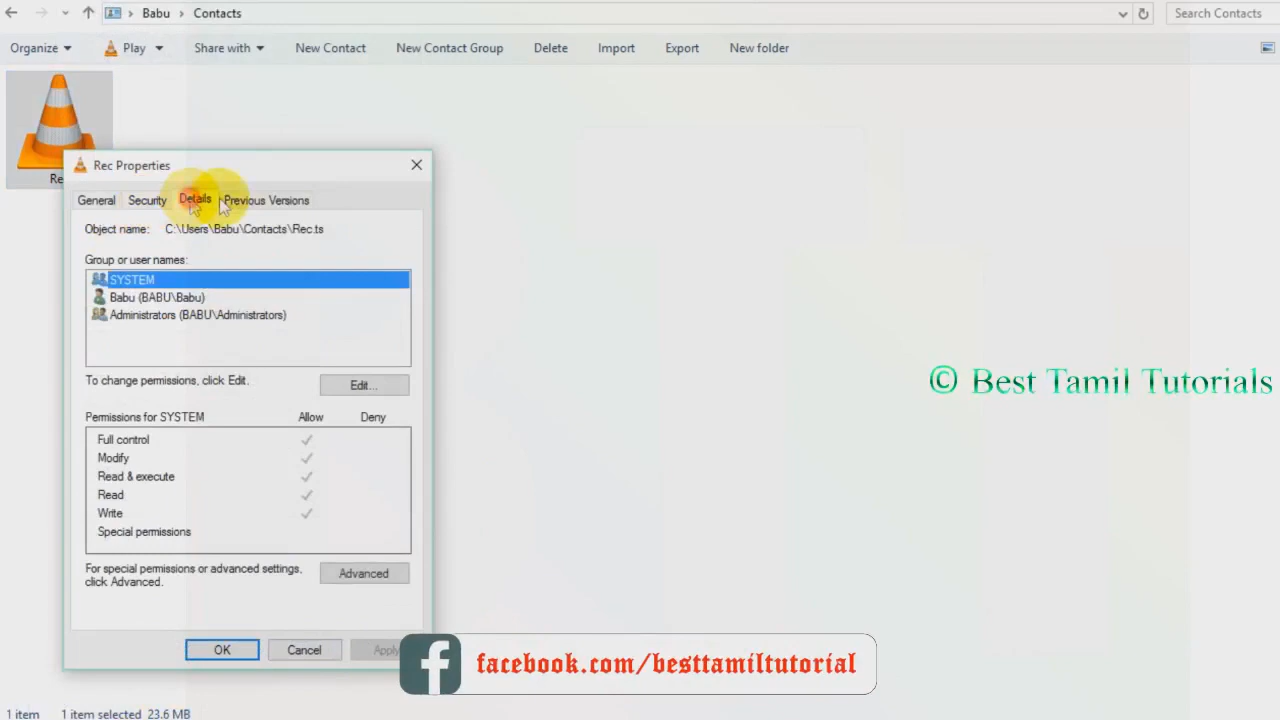 Babu
Contacts
Search Contacts
Organize
Play
Share with
New Contact
New Contact Group
Delete
Import
Export
New folder
Re
Rec Properties
General
Security
Details
Previous Versions
Object name:
C:\Users\Babu\Contacts\Rec.ts
Group or user names:
SYSTEM
Babu (BABU\Babu)
Administrators (BABU\Administrators)
To change permissions, click Edit.
Edit...
Permissions for SYSTEM
Allow
Deny
Full control
Modify
Read & execute
Read
Write
Special permissions
For special permissions or advanced settings,
click Advanced.
Advanced
OK
Cancel
Apply
© Best Tamil Tutorials
facebook.com/besttamiltutorial
1 item
1 item selected 23.6 MB